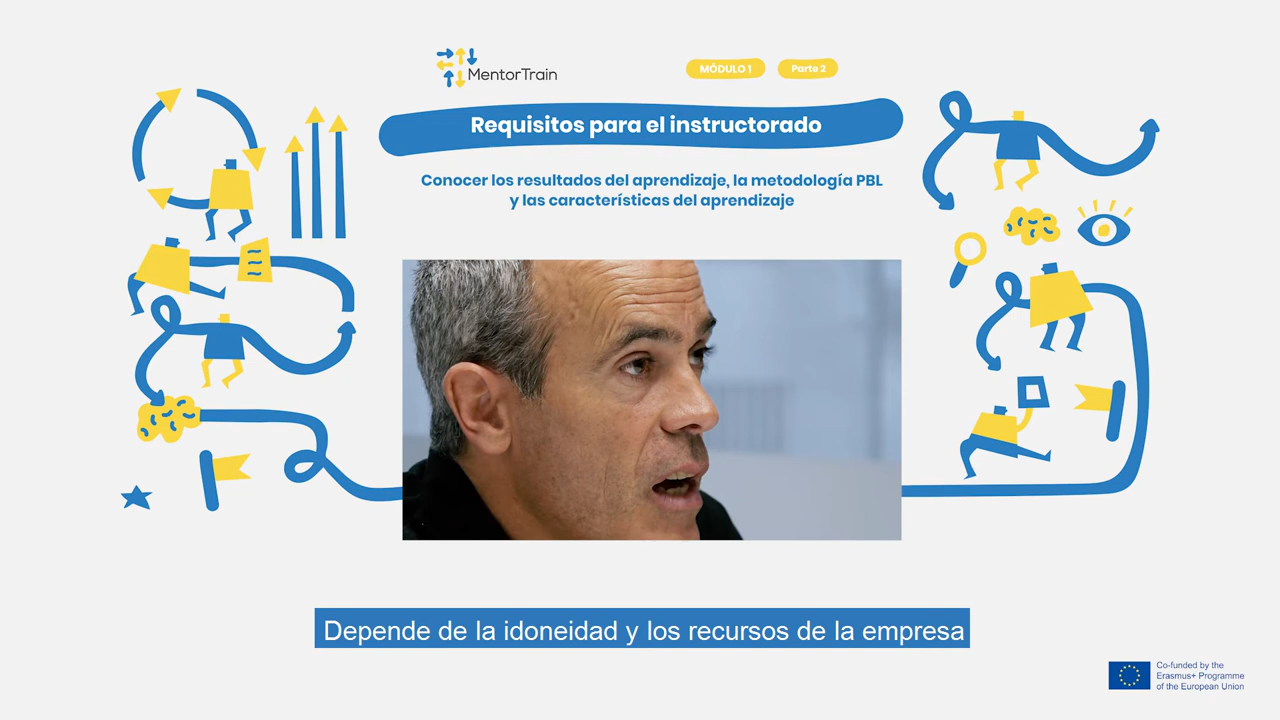 MentorTrain
MÓDULO 1
Parte 2
Requisitos para el instructorado
Conocer los resultados del aprendizaje, la metodología PBL
y las características del aprendizaje
Depende de la idoneidad y los recursos de la empresa
Co-funded by the
Erasmus+ Programme
of the European Union